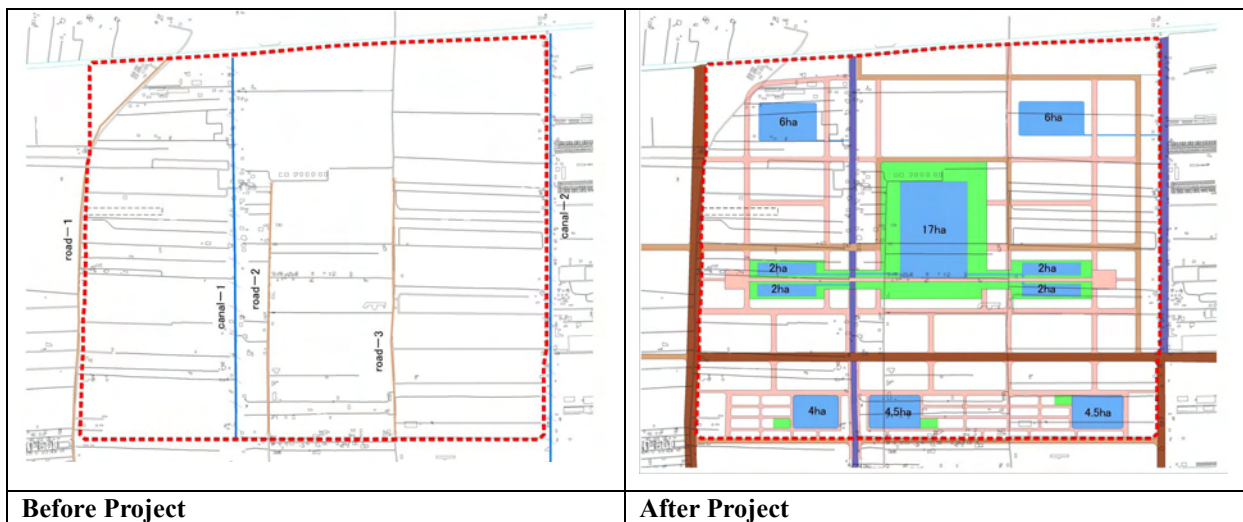 road－1
canal－1
road－2
road－3
canal－2
6ha
6ha
17ha
2ha
2ha
2ha
2ha
4ha
4.5ha
4.5ha
Before Project
After Project